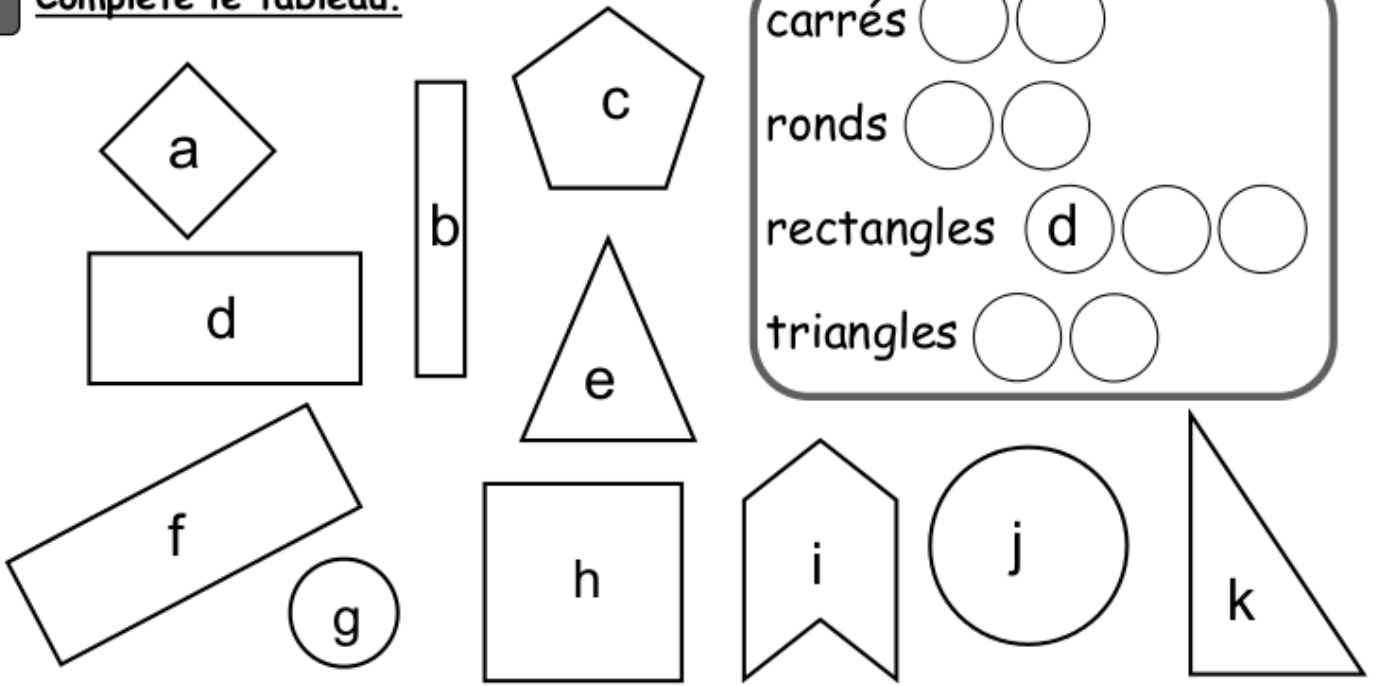 Complète le tableau.
carrés
ronds
rectangles d
triangles
a
b
c
d
e
f
g
h
i
j
k